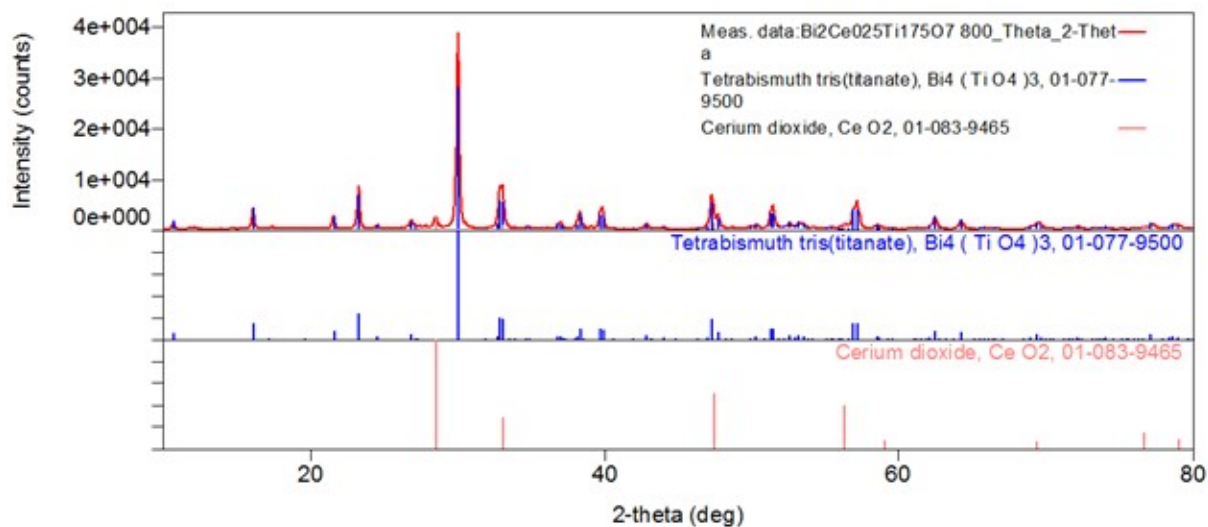 4e+004
3e+004
2e+004
1e+004
0e+000
Intensity (counts)
Meas. data:Bi2Ce025Ti175O7 800_Theta_2-Thet
a
Tetrabismuth tris(titanate), Bi4 ( Ti O4 )3, 01-077-
9500
Cerium dioxide, Ce O2, 01-083-9465
Tetrabismuth tris(titanate), Bi4 ( Ti O4 )3, 01-077-9500
Cerium dioxide, Ce O2, 01-083-9465
20
40
60
80
2-theta (deg)